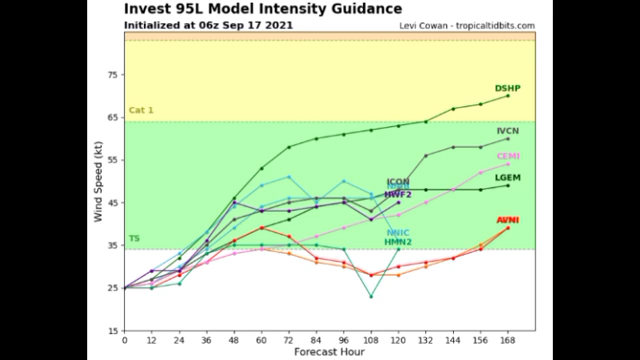 Invest 95L Model Intensity Guidance
Initialized at 06z Sep 17 2021
Levi Cowan - tropicaltidbits.com
75
DSHP
Cat 1
65
IVCN
CEMI
55
ICON
LGEM
HWF2
45
AVNI
NNIC
HMN2
TS
35
25
15
Wind Speed (kt)
0 12 24 36 48 60 72 84 96 108 120 132 144 156 168
Forecast Hour